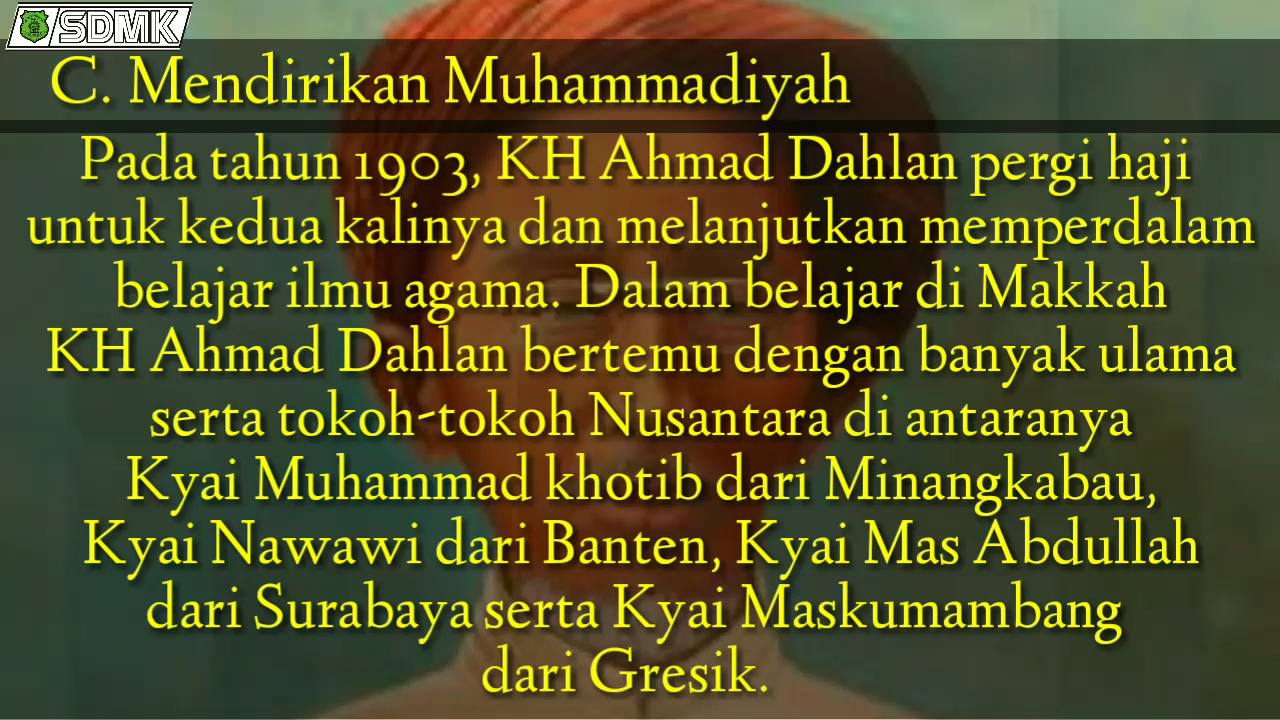 SDMK
C. Mendirikan Muhammadiyah
Pada tahun 1903, KH Ahmad Dahlan pergi haji
untuk kedua kalinya dan melanjutkan memperdalam
belajar ilmu agama. Dalam belajar di Makkah
KH Ahmad Dahlan bertemu dengan banyak ulama
serta tokoh-tokoh Nusantara di antaranya
Kyai Muhammad khotib dari Minangkabau,
Kyai Nawawi dari Banten, Kyai Mas Abdullah
dari Surabaya serta Kyai Maskumambang
dari Gresik.